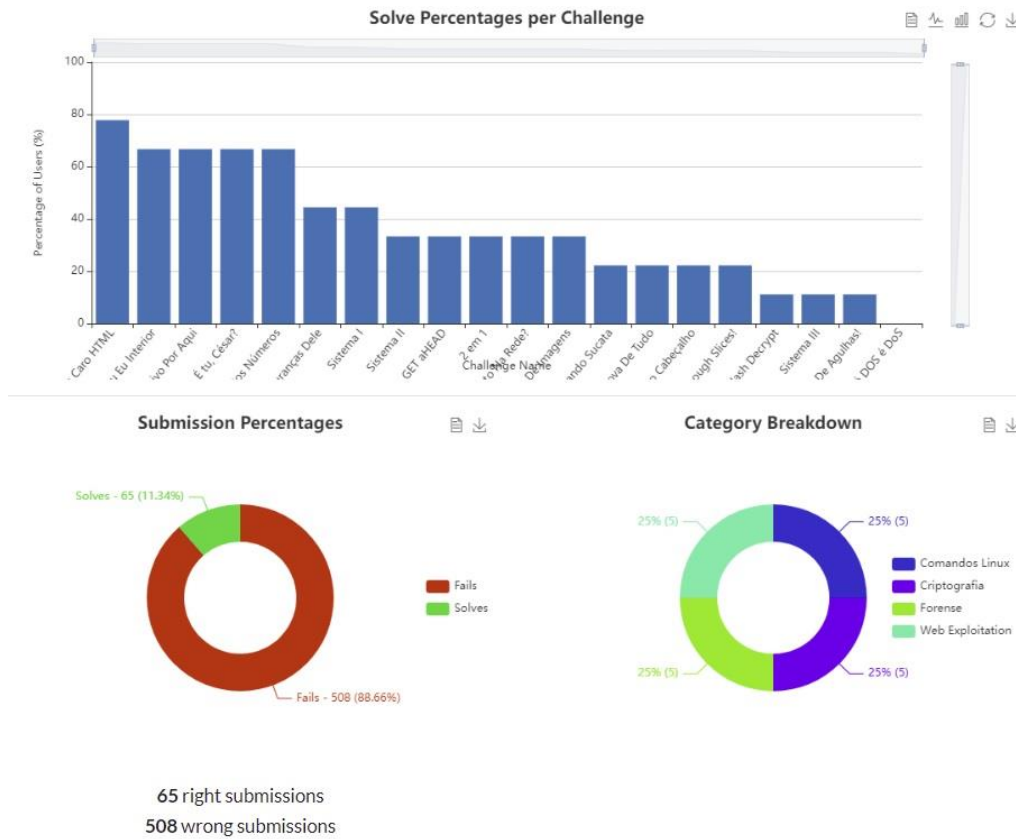 Solve Percentages per Challenge
Percentage of Users (%)
100
80
60
40
20
0
Caro HTML
Eu Interior
ivo Por Aqui
É tu, César?
os Números
ranças Dele
Sistema I
Sistema II
GET aHEAD
2 em 1
Na Rede?
De Imagens
ando Sucata
ova De Tudo
o Cabeçalho
ough Slices!
ash Decrypt
Sistema III
De Agulhas!
DOS é DoS
Challenge Name
Submission Percentages
Solves - 65 (11.34%)
Fails - 508 (88.66%)
Fails
Solves
65 right submissions
508 wrong submissions
Category Breakdown
25% (5)
25% (5)
25% (5)
25% (5)
Comandos Linux
Criptografia
Forense
Web Exploitation